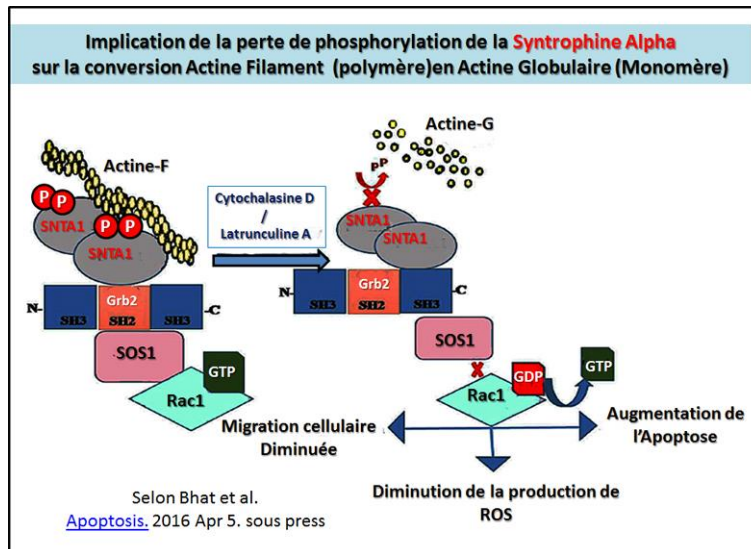 Implication de la perte de phosphorylation de la Syntrophine Alpha
sur la conversion Actine Filament (polymère)en Actine Globulaire (Monomère)
Actine-F
P
P
P
P
SNTA1
SNTA1
N-
SH3
Grb2
SH2
SH3
-C
SOS1
GTP
Rac1
Cytochalasine D
/
Latrunculine A
Actine-G
PP
SNTA1
SNTA1
N-
SH3
Grb2
SH2
SH3
-C
SOS1
GDP
GTP
Rac1
Migration cellulaire
Diminuée
Augmentation de
l'Apoptose
Diminution de la production de
ROS
Selon Bhat et al.
Apoptosis. 2016 Apr 5. sous press